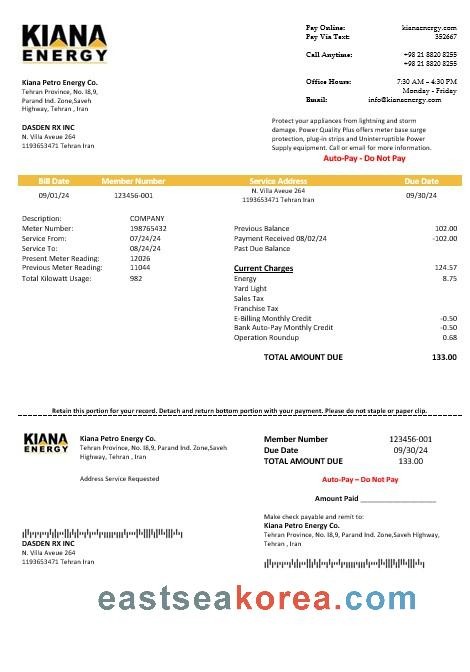 KIANA
ENERGY
Pay Online: kianaenergy.com
Pay Via Text: 352667
Call Anytime: +98 21 8820 8255
+98 21 8820 8255
Office Hours: 7:30 AM – 4:30 PM
Monday - Friday
Email: info@kianaenergy.com
Kiana Petro Energy Co.
Tehran Province, No. I8,9,
Parand Ind. Zone,Saveh
Highway, Tehran , Iran
DASDEN RX INC
N. Villa Aveue 264
1193653471 Tehran Iran
Protect your appliances from lightning and storm
damage. Power Quality Plus offers meter base surge
protection, plug-in strips and Uninterruptible Power
Supply equipment. Call or email for more information.
Auto-Pay - Do Not Pay
Bill Date Member Number Service Address Due Date
09/01/24 123456-001 N. Villa Aveue 264 09/30/24
1193653471 Tehran Iran
Description: COMPANY
Meter Number: 198765432
Service From: 07/24/24
Service To: 08/24/24
Present Meter Reading: 12026
Previous Meter Reading: 11044
Total Kilowatt Usage: 982
Previous Balance 102.00
Payment Received 08/02/24 -102.00
Past Due Balance
Current Charges 124.57
Energy 8.75
Yard Light
Sales Tax
Franchise Tax
E-Billing Monthly Credit -0.50
Bank Auto-Pay Monthly Credit -0.50
Operation Roundup 0.68
TOTAL AMOUNT DUE 133.00
Retain this portion for your record. Detach and return bottom portion with your payment. Please do not staple or paper clip.
KIANA
ENERGY
Kiana Petro Energy Co.
Tehran Province, No. I8,9, Parand Ind. Zone,Saveh
Highway, Tehran , Iran
Address Service Requested
Member Number 123456-001
Due Date 09/30/24
TOTAL AMOUNT DUE 133.00
Auto-Pay – Do Not Pay
Amount Paid ____________________
Make check payable and remit to:
Kiana Petro Energy Co.
Tehran Province, No. I8,9, Parand Ind. Zone,Saveh Highway,
Tehran , Iran
DASDEN RX INC
N. Villa Aveue 264
1193653471 Tehran Iran
eastseakorea.com